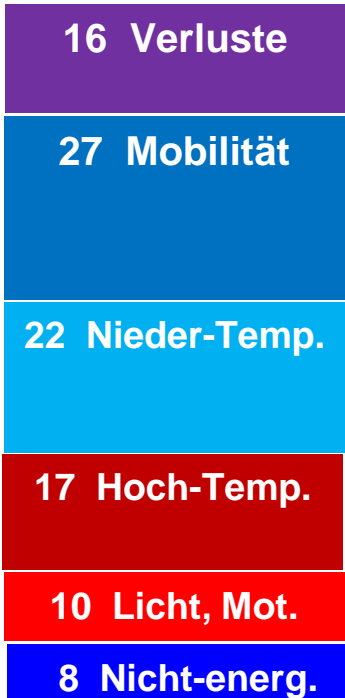 16 Verluste
27 Mobilität
22 Nieder-Temp.
17 Hoch-Temp.
10 Licht, Mot.
8 Nicht-energ.